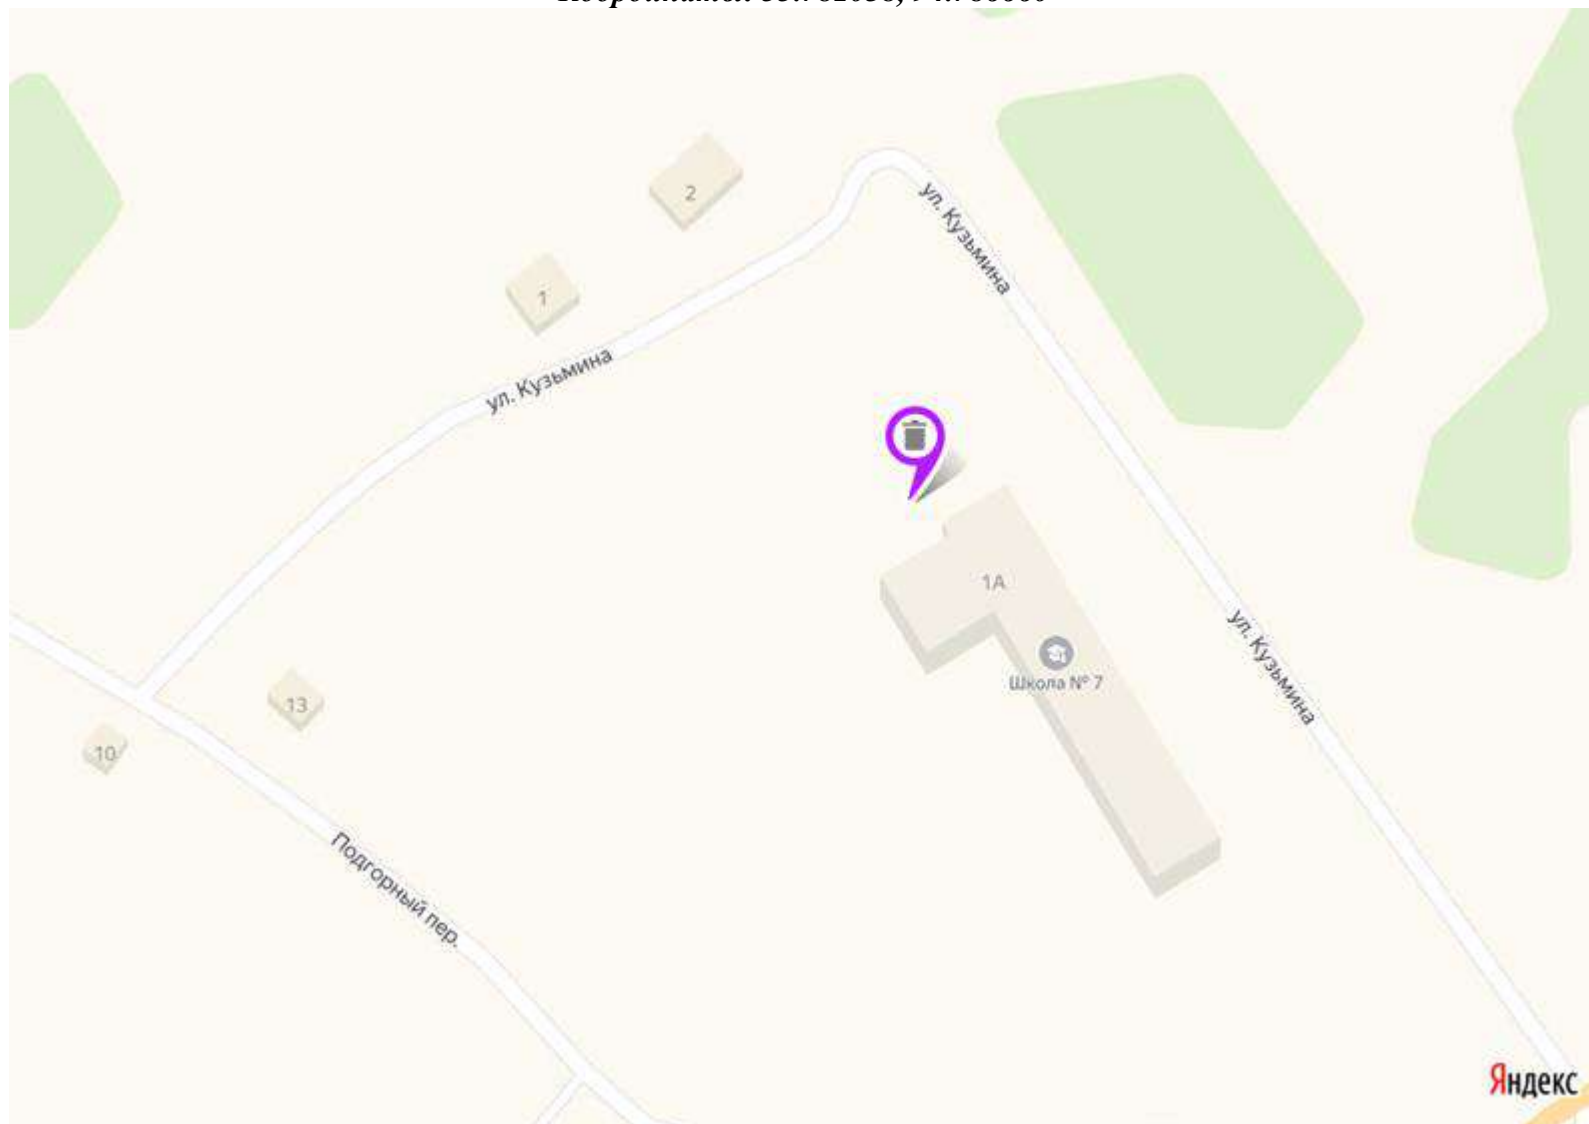 2
ул. Кузьмина
1
ул. Кузьмина
1А
Школа № 7
ул. Кузьмина
13
10
Подгорный пер.
Яндекс